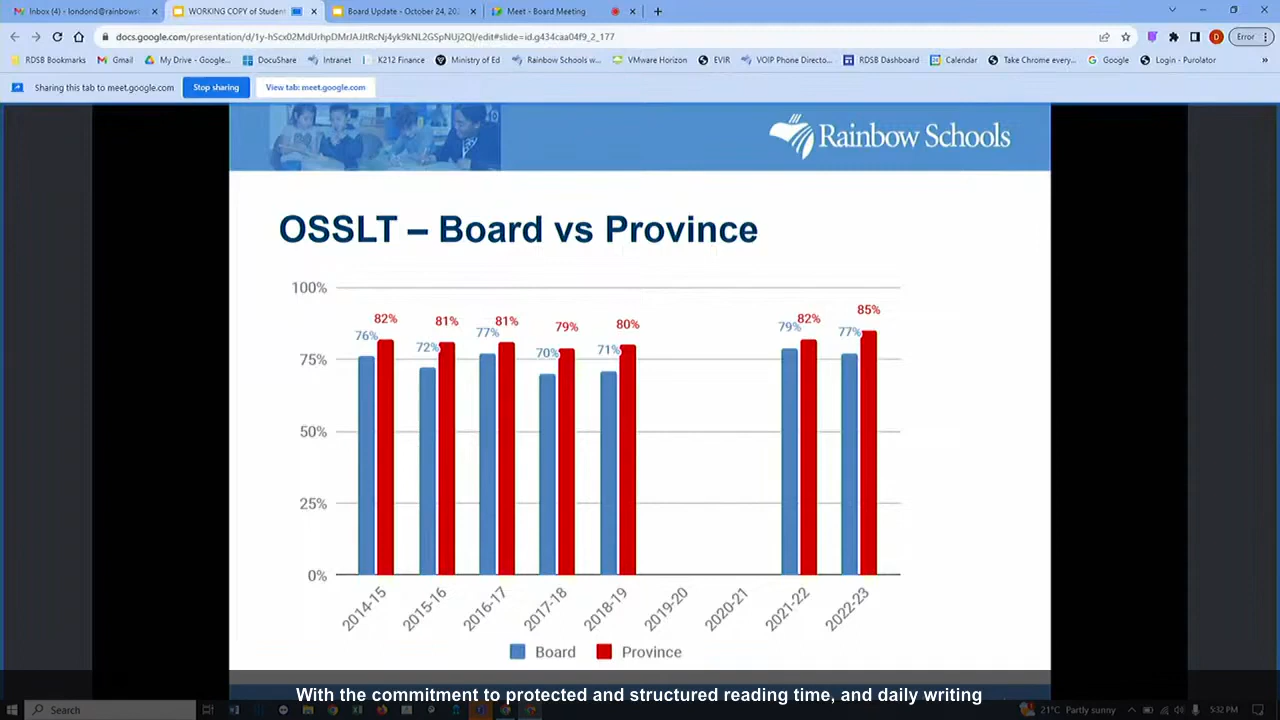 Inbox (4) - londond@rainbows
WORKING COPY of Student
Board Update - October 24, 202
Meet - Board Meeting
docs.google.com/presentation/d/1y-hScx02MdUrhpDMrJAJJtRcNj4yk9kNL2GSpNUj2QI/edit#slide=id.g434caa04f9_2_177
Error
RDSB Bookmarks
Gmail
My Drive - Google...
DocuShare
Intranet
K212 Finance
Ministry of Ed
Rainbow Schools w...
VMware Horizon
EVIR
VOIP Phone Directo...
RDSB Dashboard
Calendar
Take Chrome every...
Google
Login - Purolator
»
Sharing this tab to meet.google.com
Stop sharing
View tab: meet.google.com
Rainbow Schools
OSSLT – Board vs Province
100%
75%
50%
25%
0%
76% 82%
72% 81%
77% 81%
70% 79%
71% 80%
79% 82%
77% 85%
2014-15
2015-16
2016-17
2017-18
2018-19
2019-20
2020-21
2021-22
2022-23
Board
Province
With the commitment to protected and structured reading time, and daily writing
Search
21°C Partly sunny
5:32 PM